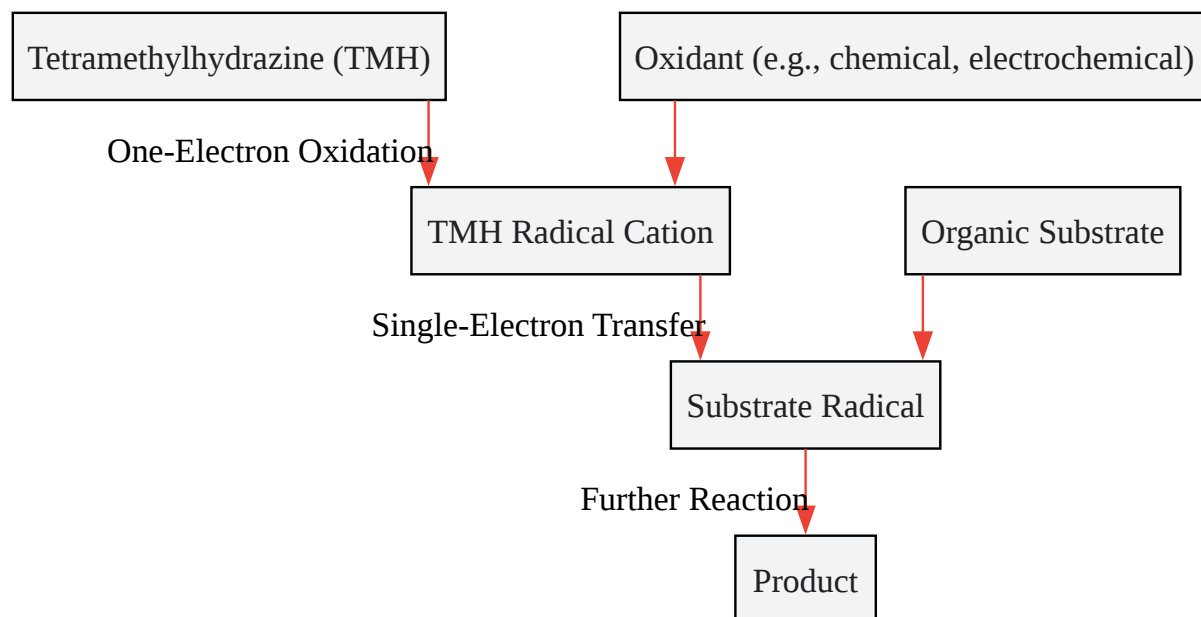 Tetramethylhydrazine (TMH)
Oxidant (e.g., chemical, electrochemical)
One-Electron Oxidation
TMH Radical Cation
Organic Substrate
Single-Electron Transfer
Substrate Radical
Further Reaction
Product